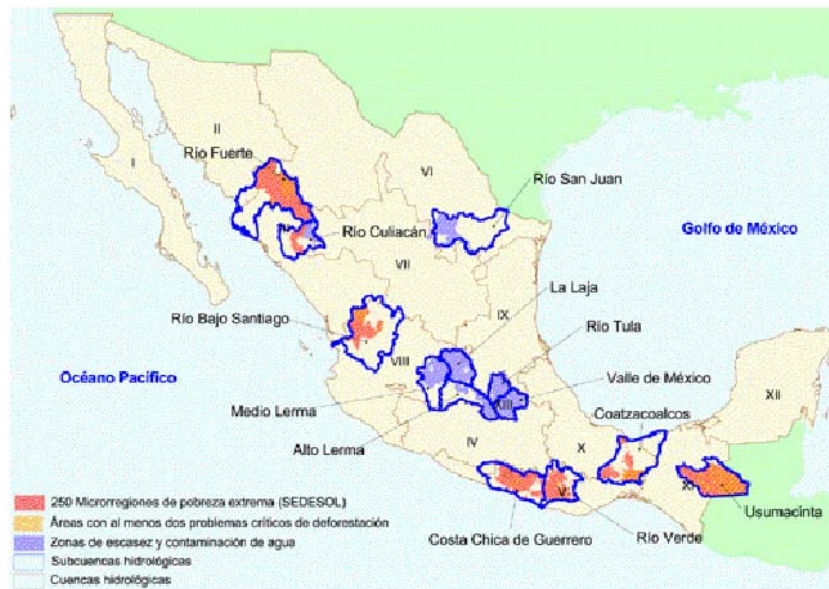 II
Río Fuerte
I
VI
Río San Juan
Golfo de México
Río Culiacán
VII
La Laja
IX
Río Bajo Santiago
Río Tula
VIII
Océano Pacífico
Valle de México
XII
Medio Lerma
XIII
Coatzacoalcos
Alto Lerma
IV
X
V
XI
250 Microrregiones de pobreza extrema (SEDESOL)
Usumacinta
Áreas con al menos dos problemas críticos de deforestación
Zonas de escasez y contaminación de agua
Costa Chica de Guerrero
Río Verde
Subcuencas hidrológicas
Cuencas hidrológicas